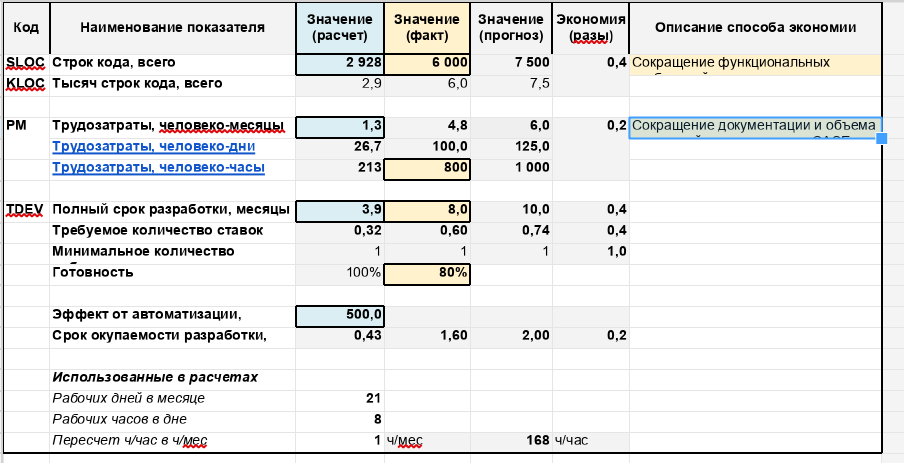 Код Наименование показателя Значение (расчет) Значение (факт) Значение (прогноз) Экономия (разы) Описание способа экономии
SLOC Строк кода, всего 2 928 6 000 7 500 0,4 Сокращение функциональных
KLOC Тысяч строк кода, всего 2,9 6,0 7,5
PM Трудозатраты, человеко-месяцы 1,3 4,8 6,0 0,2 Сокращение документации и объема
Трудозатраты, человеко-дни 26,7 100,0 125,0
Трудозатраты, человеко-часы 213 800 1 000
TDEV Полный срок разработки, месяцы 3,9 8,0 10,0 0,4
Требуемое количество ставок 0,32 0,60 0,74 0,4
Минимальное количество 1 1 1 1,0
Готовность 100% 80%
Эффект от автоматизации, 500,0
Срок окупаемости разработки, 0,43 1,60 2,00 0,2
Использованные в расчетах
Рабочих дней в месяце 21
Рабочих часов в дне 8
Пересчет ч/час в ч/мес 1 ч/мес 168 ч/час